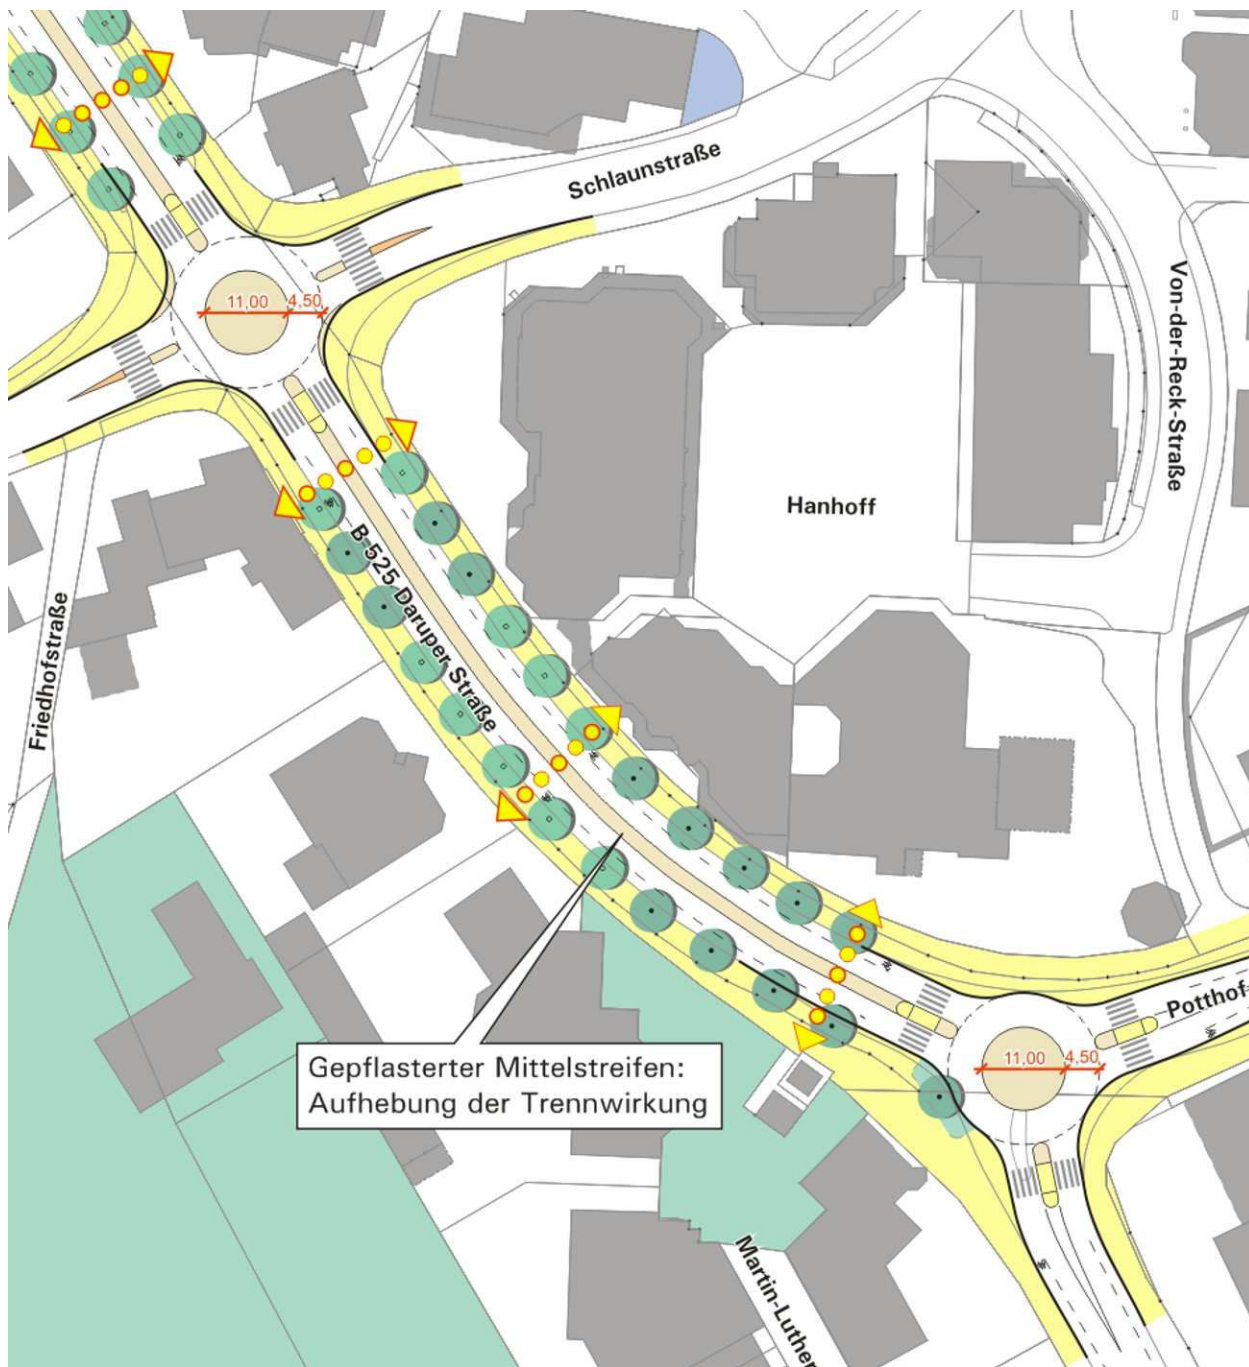 Schlaunstraße
Von-der-Reck-Straße
11,00
4,50
Hanhoff
B 525 Daruper Straße
Friedhofstraße
Potthof
11,00
4,50
Gepflasterter Mittelstreifen:
Aufhebung der Trennwirkung
Martin-Luther